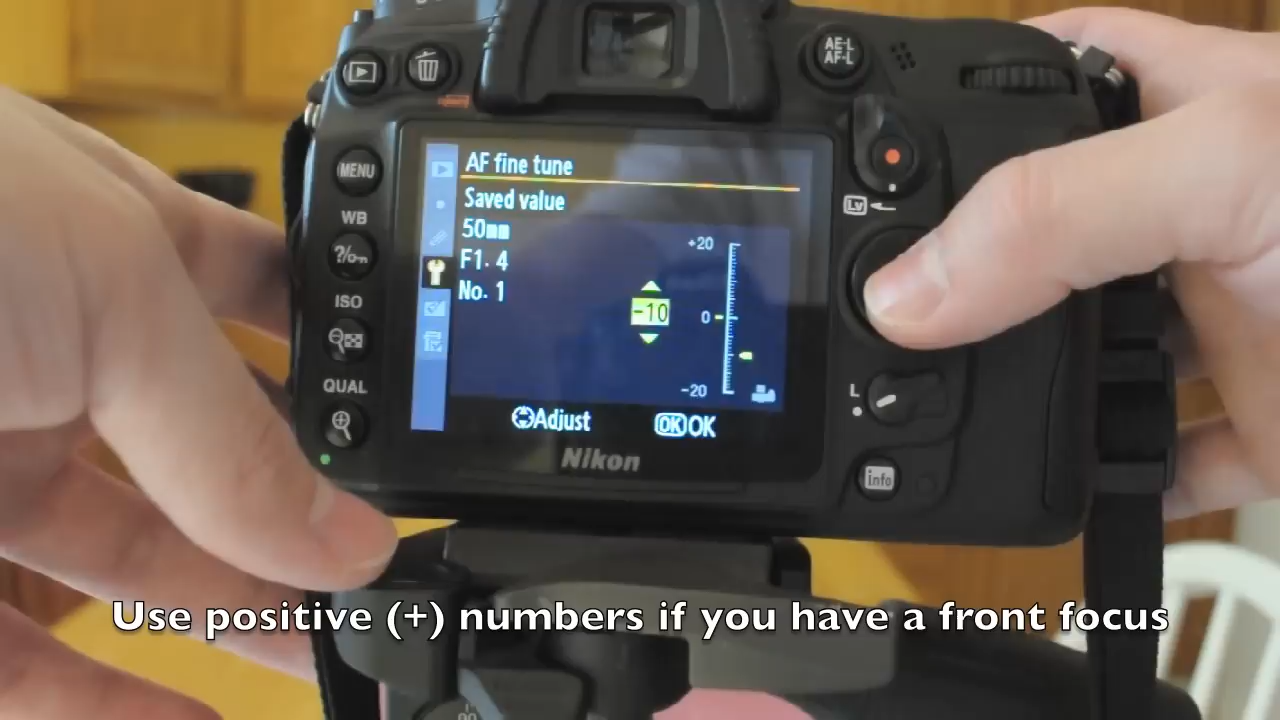 AE-L
AF-L
MENU
WB
?/
ISO
QUAL
AF fine tune
Saved value
50mm
F1.4
No. 1
+20
-10
0
-20
Adjust
OK OK
Nikon
Lv
L
info
Use positive (+) numbers if you have a front focus